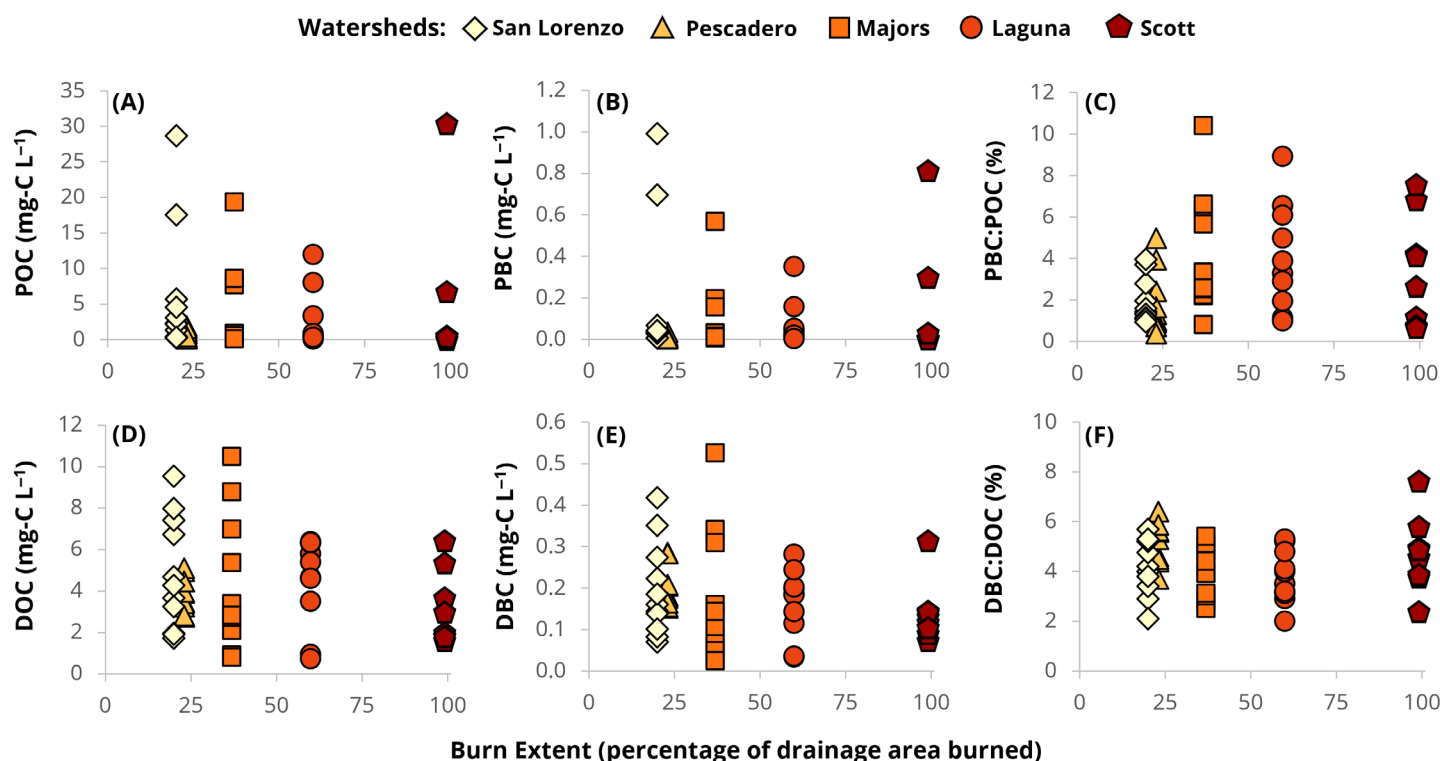 Watersheds: San Lorenzo Pescadero Majors Laguna Scott
(A)
POC (mg-C L⁻¹)
35
30
25
20
15
10
5
0
0 25 50 75 100
(B)
PBC (mg-C L⁻¹)
1.2
1.0
0.8
0.6
0.4
0.2
0.0
0 25 50 75 100
(C)
PBC:POC (%)
12
10
8
6
4
2
0
0 25 50 75 100
(D)
DOC (mg-C L⁻¹)
12
10
8
6
4
2
0
0 25 50 75 100
(E)
DBC (mg-C L⁻¹)
0.6
0.5
0.4
0.3
0.2
0.1
0.0
0 25 50 75 100
(F)
DBC:DOC (%)
10
8
6
4
2
0
0 25 50 75 100
Burn Extent (percentage of drainage area burned)